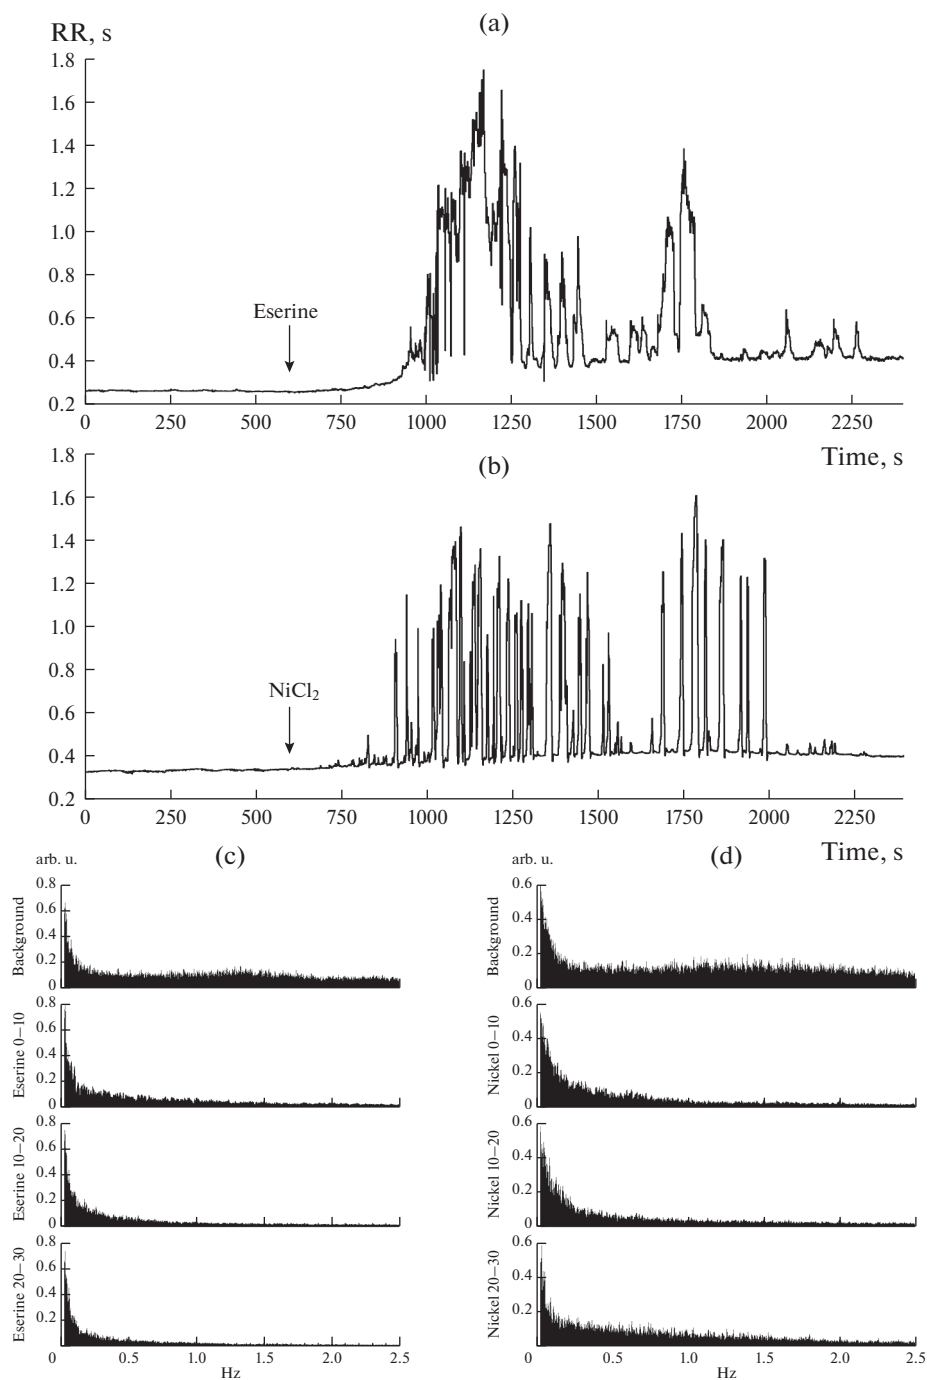 (a)
RR, s
1.8
1.6
1.4
1.2
1.0
0.8
0.6
0.4
0.2
Eserine
0 250 500 750 1000 1250 1500 1750 2000 2250
Time, s
(b)
1.8
1.6
1.4
1.2
1.0
0.8
0.6
0.4
0.2
NiCl2
0 250 500 750 1000 1250 1500 1750 2000 2250
Time, s
(c)
arb. u.
0.8
0.6
0.4
0.2
0
Background
0.8
0.6
0.4
0.2
0
Eserine 0–10
0.8
0.6
0.4
0.2
0
Eserine 10–20
0.8
0.6
0.4
0.2
0
Eserine 20–30
0 0.5 1.0 1.5 2.0 2.5
Hz
(d)
arb. u.
0.6
0.4
0.2
0
Background
0.6
0.4
0.2
0
Nickel 0–10
0.6
0.4
0.2
0
Nickel 10–20
0.6
0.4
0.2
Nickel 20–30
0 0.5 1.0 1.5 2.0 2.5
Hz